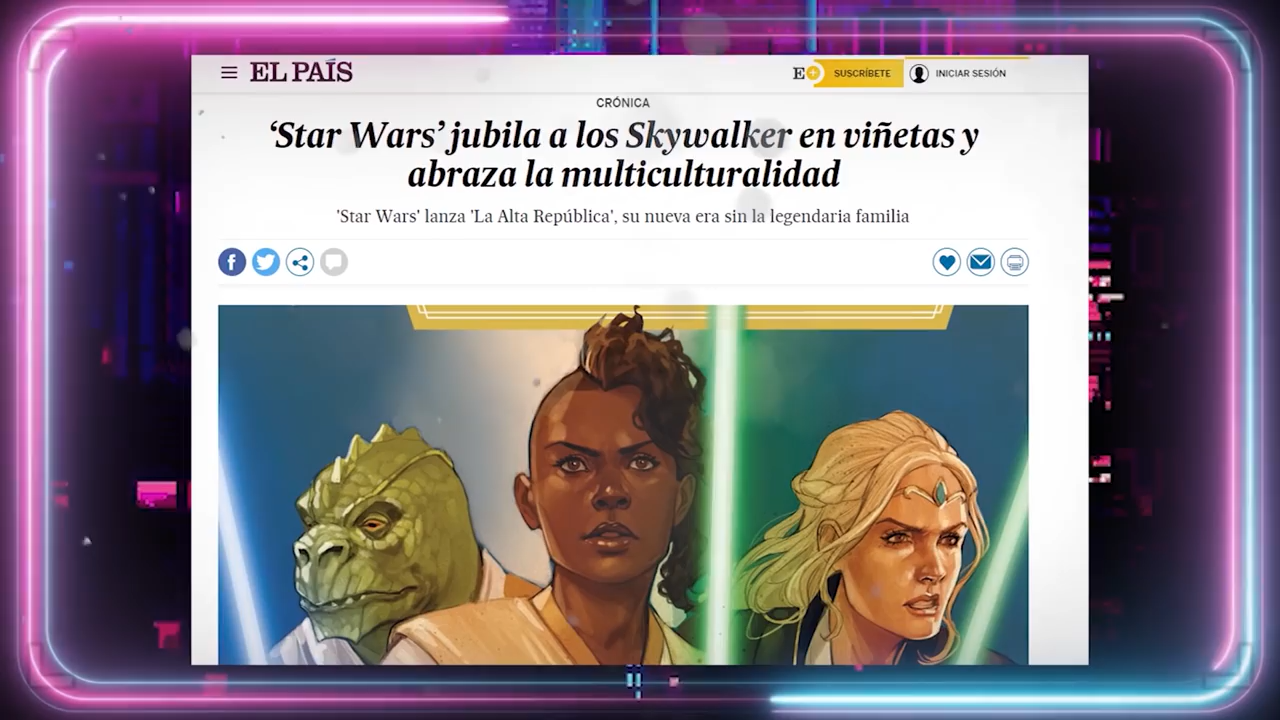 EL PAÍS
E+ SUSCRÍBETE INICIAR SESIÓN
CRÓNICA
‘Star Wars’ jubila a los Skywalker en viñetas y
abraza la multiculturalidad
'Star Wars' lanza 'La Alta República', su nueva era sin la legendaria familia